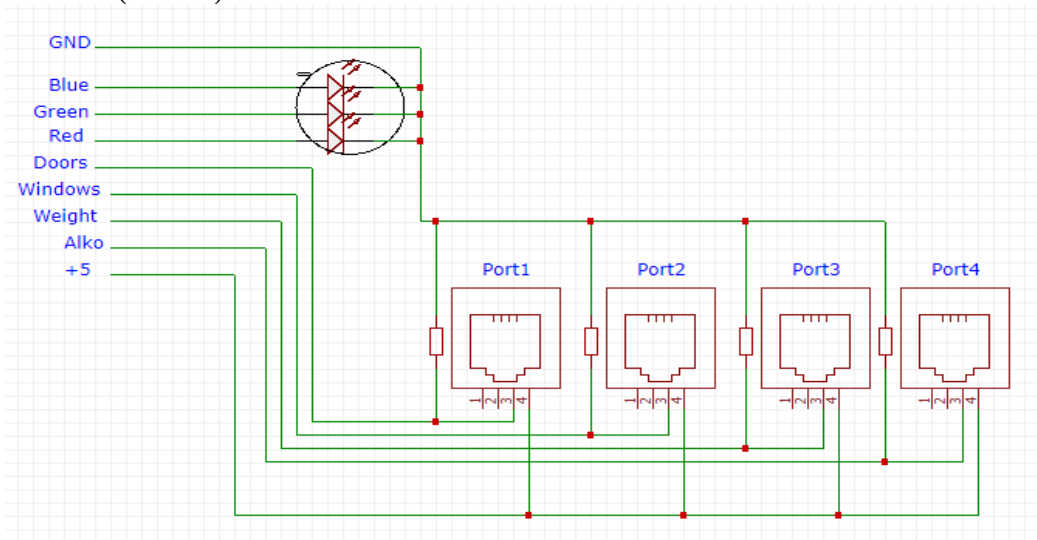 GND
Blue
Green
Red
Doors
Windows
Weight
Alko
+5
Port1 Port2 Port3 Port4
1 2 3 4 1 2 3 4 1 2 3 4 1 2 3 4